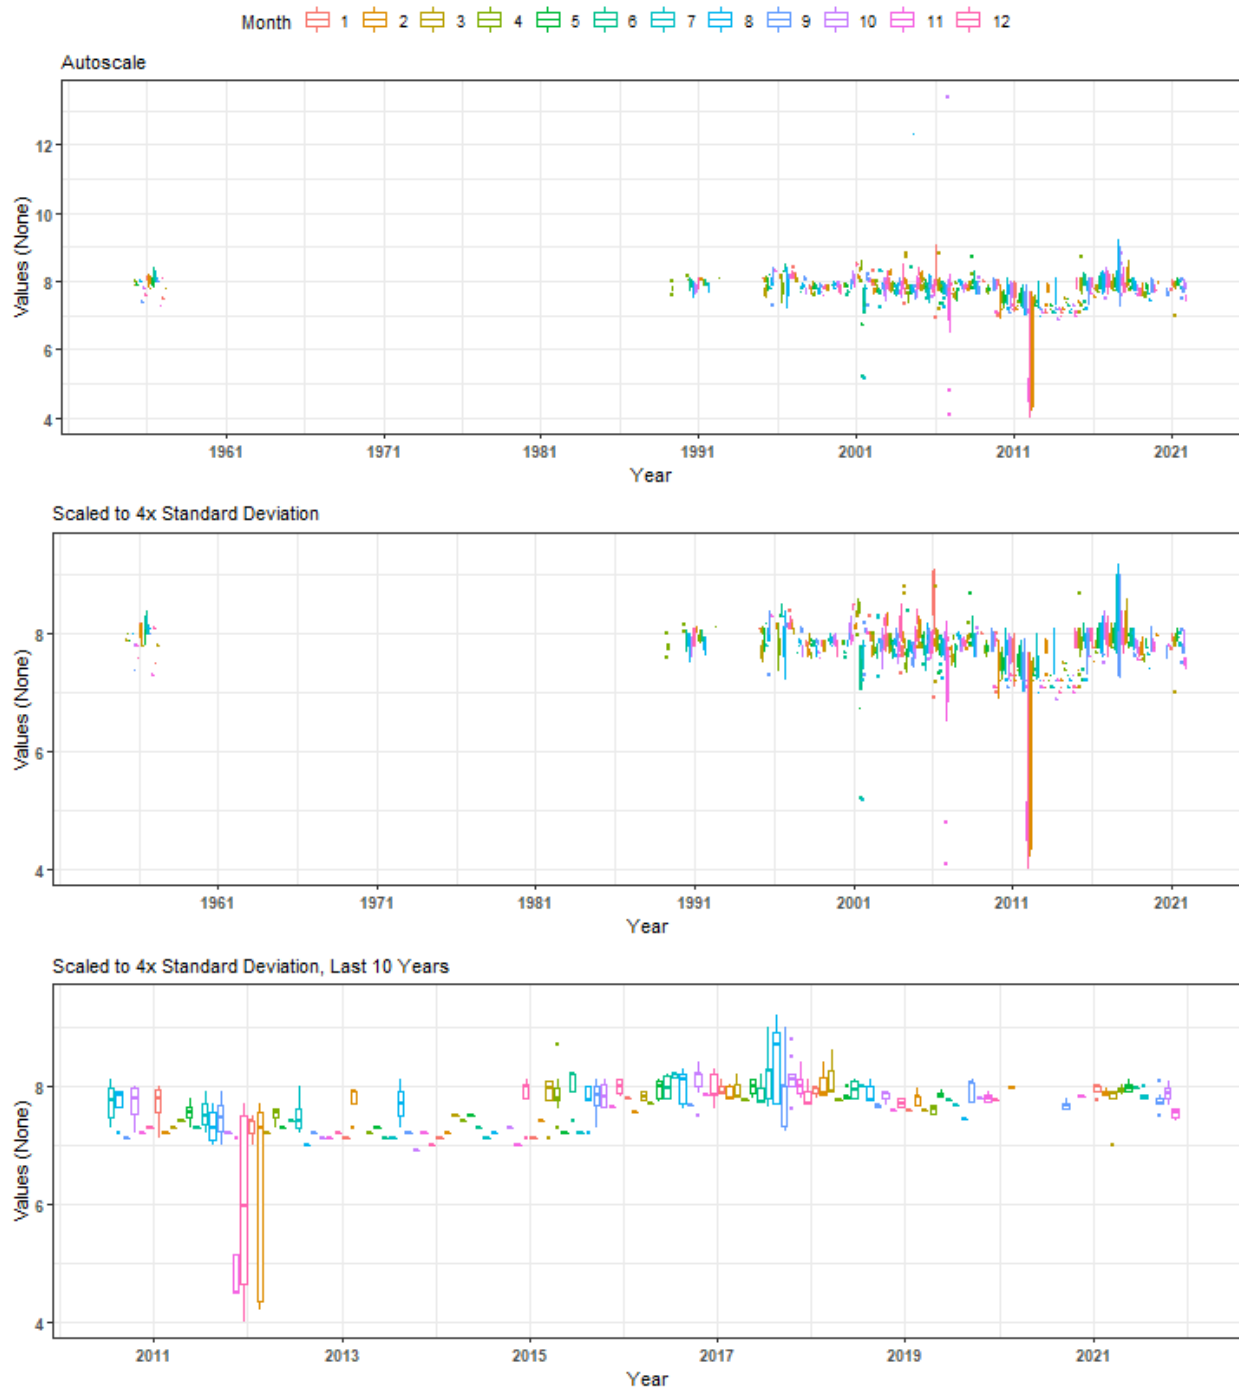 Month 1 2 3 4 5 6 7 8 9 10 11 12
Autoscale
Values (None)
12
10
8
6
4
1961 1971 1981 1991 2001 2011 2021
Year
Scaled to 4x Standard Deviation
Values (None)
8
6
4
1961 1971 1981 1991 2001 2011 2021
Year
Scaled to 4x Standard Deviation, Last 10 Years
Values (None)
8
6
4
2011 2013 2015 2017 2019 2021
Year